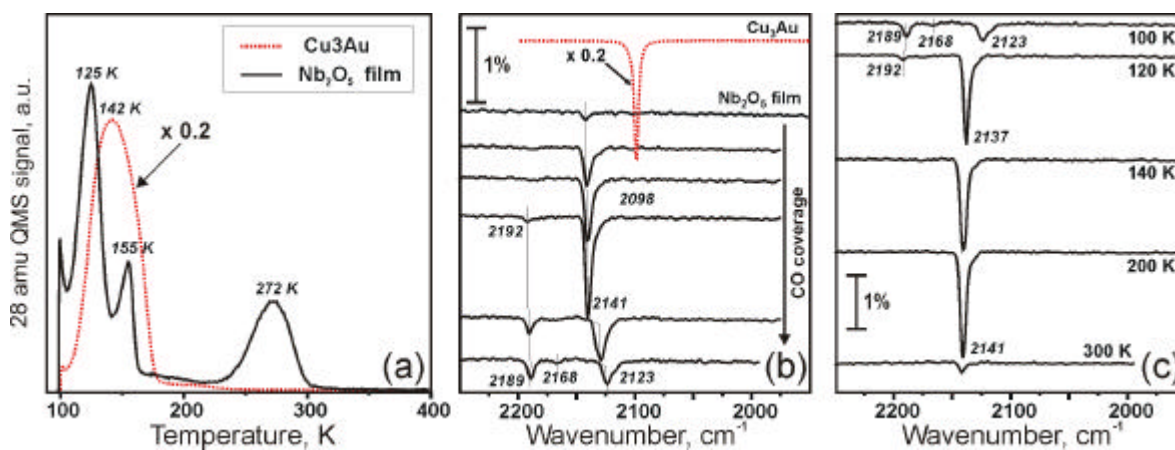 Cu3Au
Nb₂O₅ film
125 K
142 K
x 0.2
155 K
272 K
(a)
28 amu QMS signal, a.u.
100 200 300 400
Temperature, K
Cu₃Au
1%
x 0.2
Nb₂O₅ film
2098
2192
CO coverage
2141
(b)
2189 2168 2123
2200 2100 2000
Wavenumber, cm⁻¹
2189 2168 2123
100 K
2192
120 K
2137
140 K
200 K
1%
2141
300 K
(c)
2200 2100 2000
Wavenumber, cm⁻¹